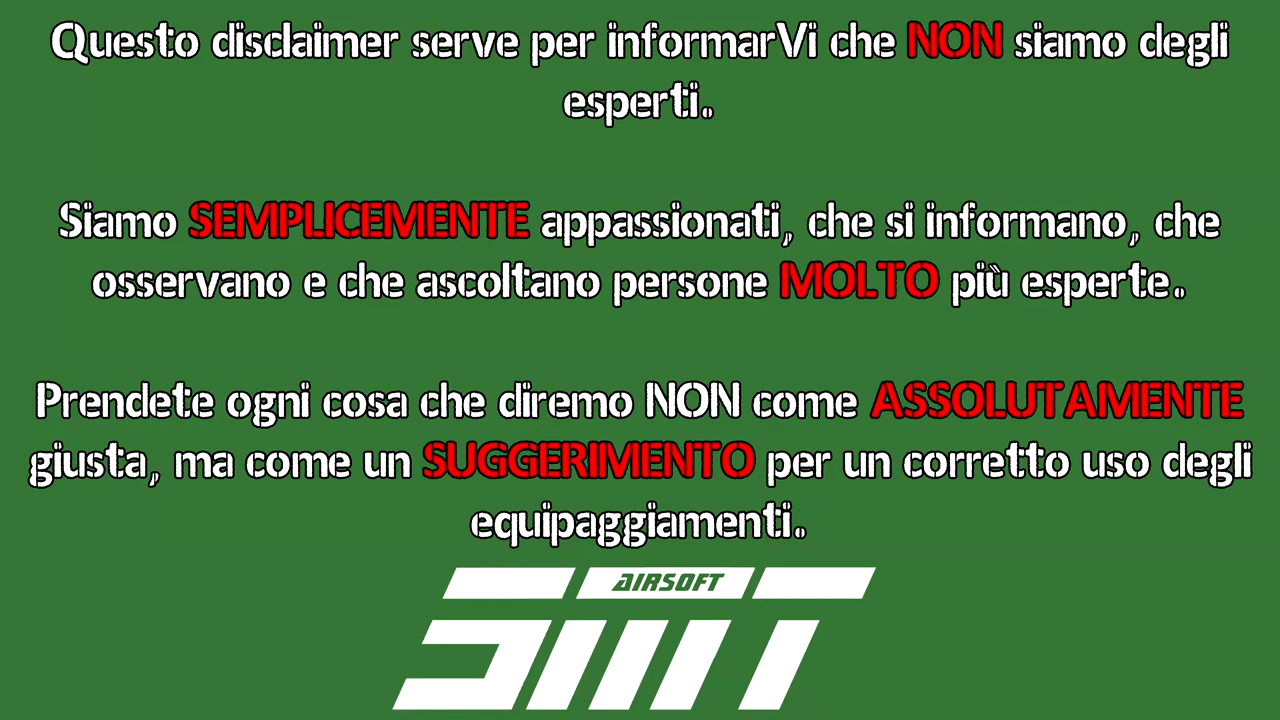 Questo disclaimer serve per informarVi che NON siamo degli
esperti.
Siamo SEMPLICEMENTE appassionati, che si informano, che
osservano e che ascoltano persone MOLTO più esperte.
Prendete ogni cosa che diremo NON come ASSOLUTAMENTE
giusta, ma come un SUGGERIMENTO per un corretto uso degli
equipaggiamenti.
AIRSOFT
SMT